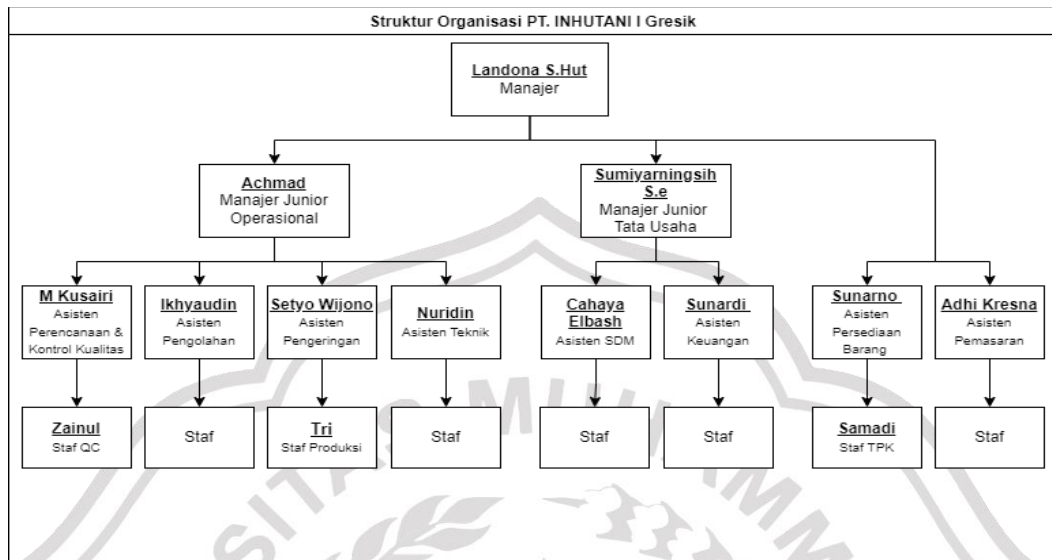 Struktur Organisasi PT. INHUTANI I Gresik
Landona S.Hut
Manajer
Achmad
Manajer Junior
Operasional
Sumiyarningsih
S.e
Manajer Junior
Tata Usaha
M Kusairi
Asisten
Perencanaan &
Kontrol Kualitas
Ikhyaudin
Asisten
Pengolahan
Setyo Wijono
Asisten
Pengeringan
Nuridin
Asisten Teknik
Cahaya
Elbash
Asisten SDM
Sunardi
Asisten
Keuangan
Sunarno
Asisten
Persediaan
Barang
Adhi Kresna
Asisten
Pemasaran
Zainul
Staf QC
Staf
Tri
Staf Produksi
Staf
Staf
Staf
Samadi
Staf TPK
Staf